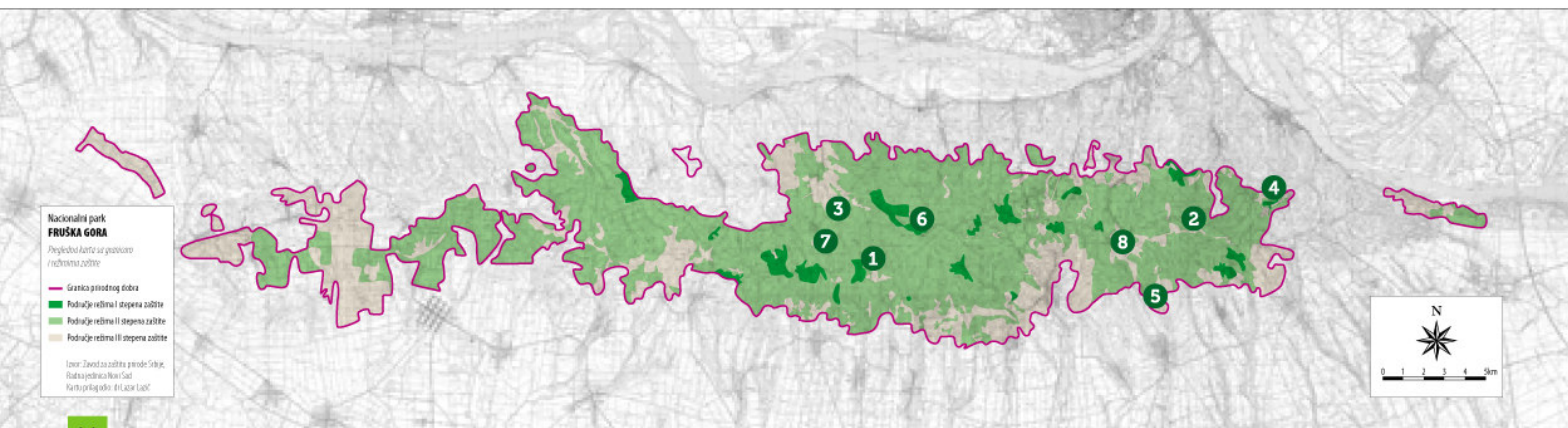 Nacionalni park
FRUŠKA GORA
Pregledna karta sa granicom
i režimima zaštite
Granica prirodnog dobra
Područje režima I stepena zaštite
Područje režima II stepena zaštite
Područje režima III stepena zaštite
Izvor: Zavod za zaštitu prirode Srbije,
Radna jedinica Novi Sad
Kartu prilagodio: dr Lazar Lazić
3
6
7
1
8
2
4
5
N
0 1 2 3 4 5km